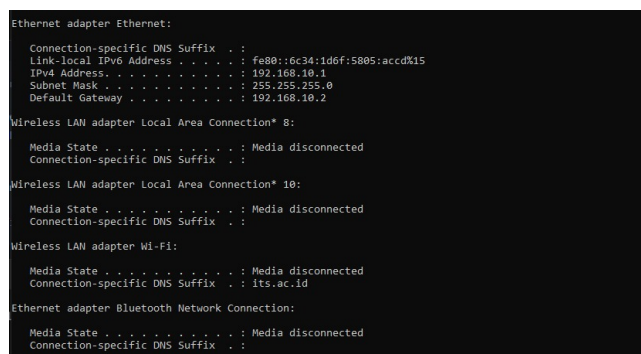 Ethernet adapter Ethernet:
Connection-specific DNS Suffix . :
Link-local IPv6 Address . . . . . : fe80::6c34:1d6f:5805:accd%15
IPv4 Address. . . . . . . . . . . : 192.168.10.1
Subnet Mask . . . . . . . . . . . : 255.255.255.0
Default Gateway . . . . . . . . . : 192.168.10.2
Wireless LAN adapter Local Area Connection* 8:
Media State . . . . . . . . . . . : Media disconnected
Connection-specific DNS Suffix . :
Wireless LAN adapter Local Area Connection* 10:
Media State . . . . . . . . . . . : Media disconnected
Connection-specific DNS Suffix . :
Wireless LAN adapter Wi-Fi:
Media State . . . . . . . . . . . : Media disconnected
Connection-specific DNS Suffix . : its.ac.id
Ethernet adapter Bluetooth Network Connection:
Media State . . . . . . . . . . . : Media disconnected
Connection-specific DNS Suffix . :